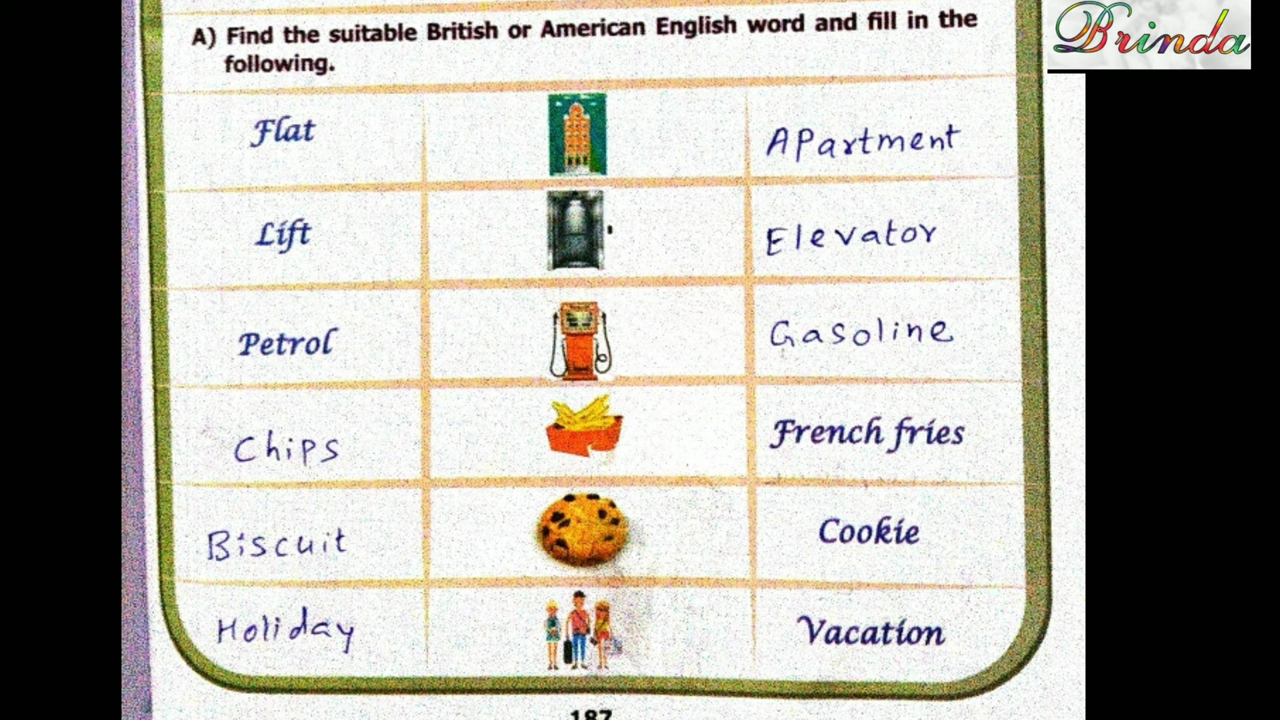 Brinda
A) Find the suitable British or American English word and fill in the
following.
Flat APartment
Lift Elevator
Petrol Gasoline
Chips French fries
Biscuit Cookie
Holiday Vacation
187